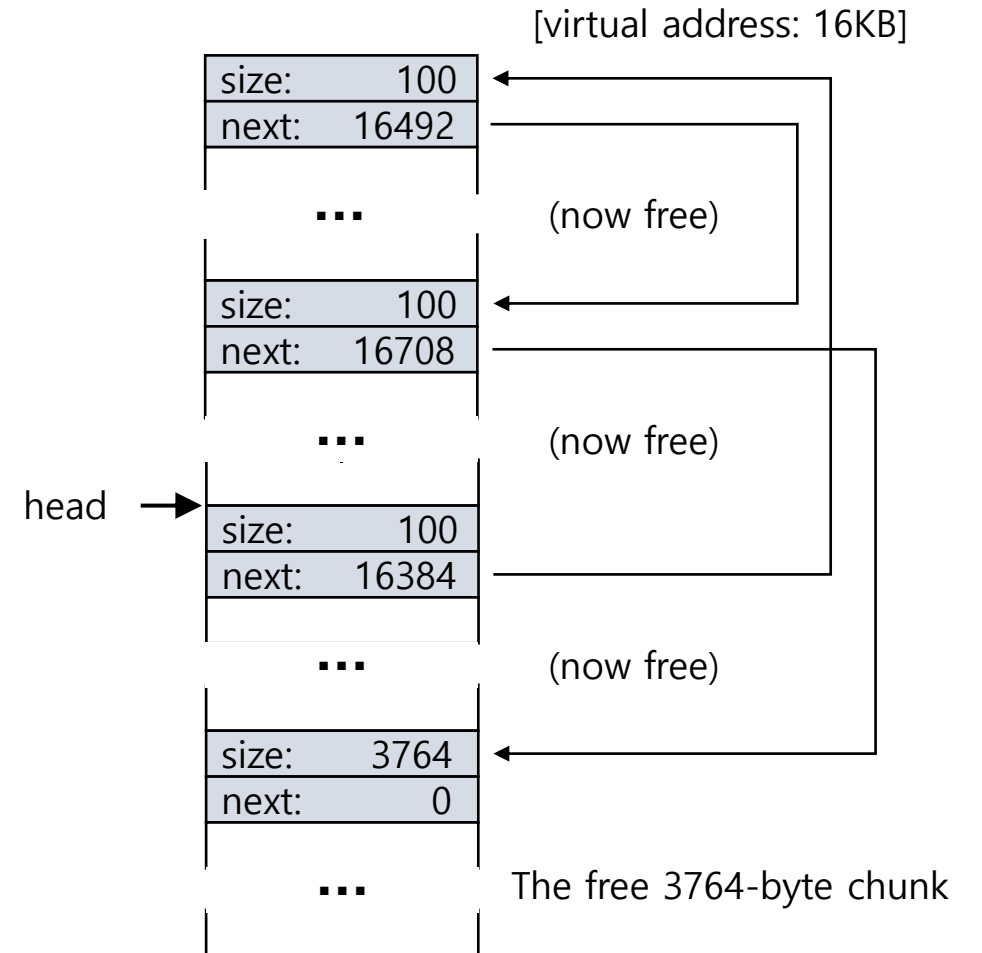 [virtual address: 16KB]
size: 100
next: 16492
...
(now free)
size: 100
next: 16708
...
(now free)
head
size: 100
next: 16384
...
(now free)
size: 3764
next: 0
...
The free 3764-byte chunk